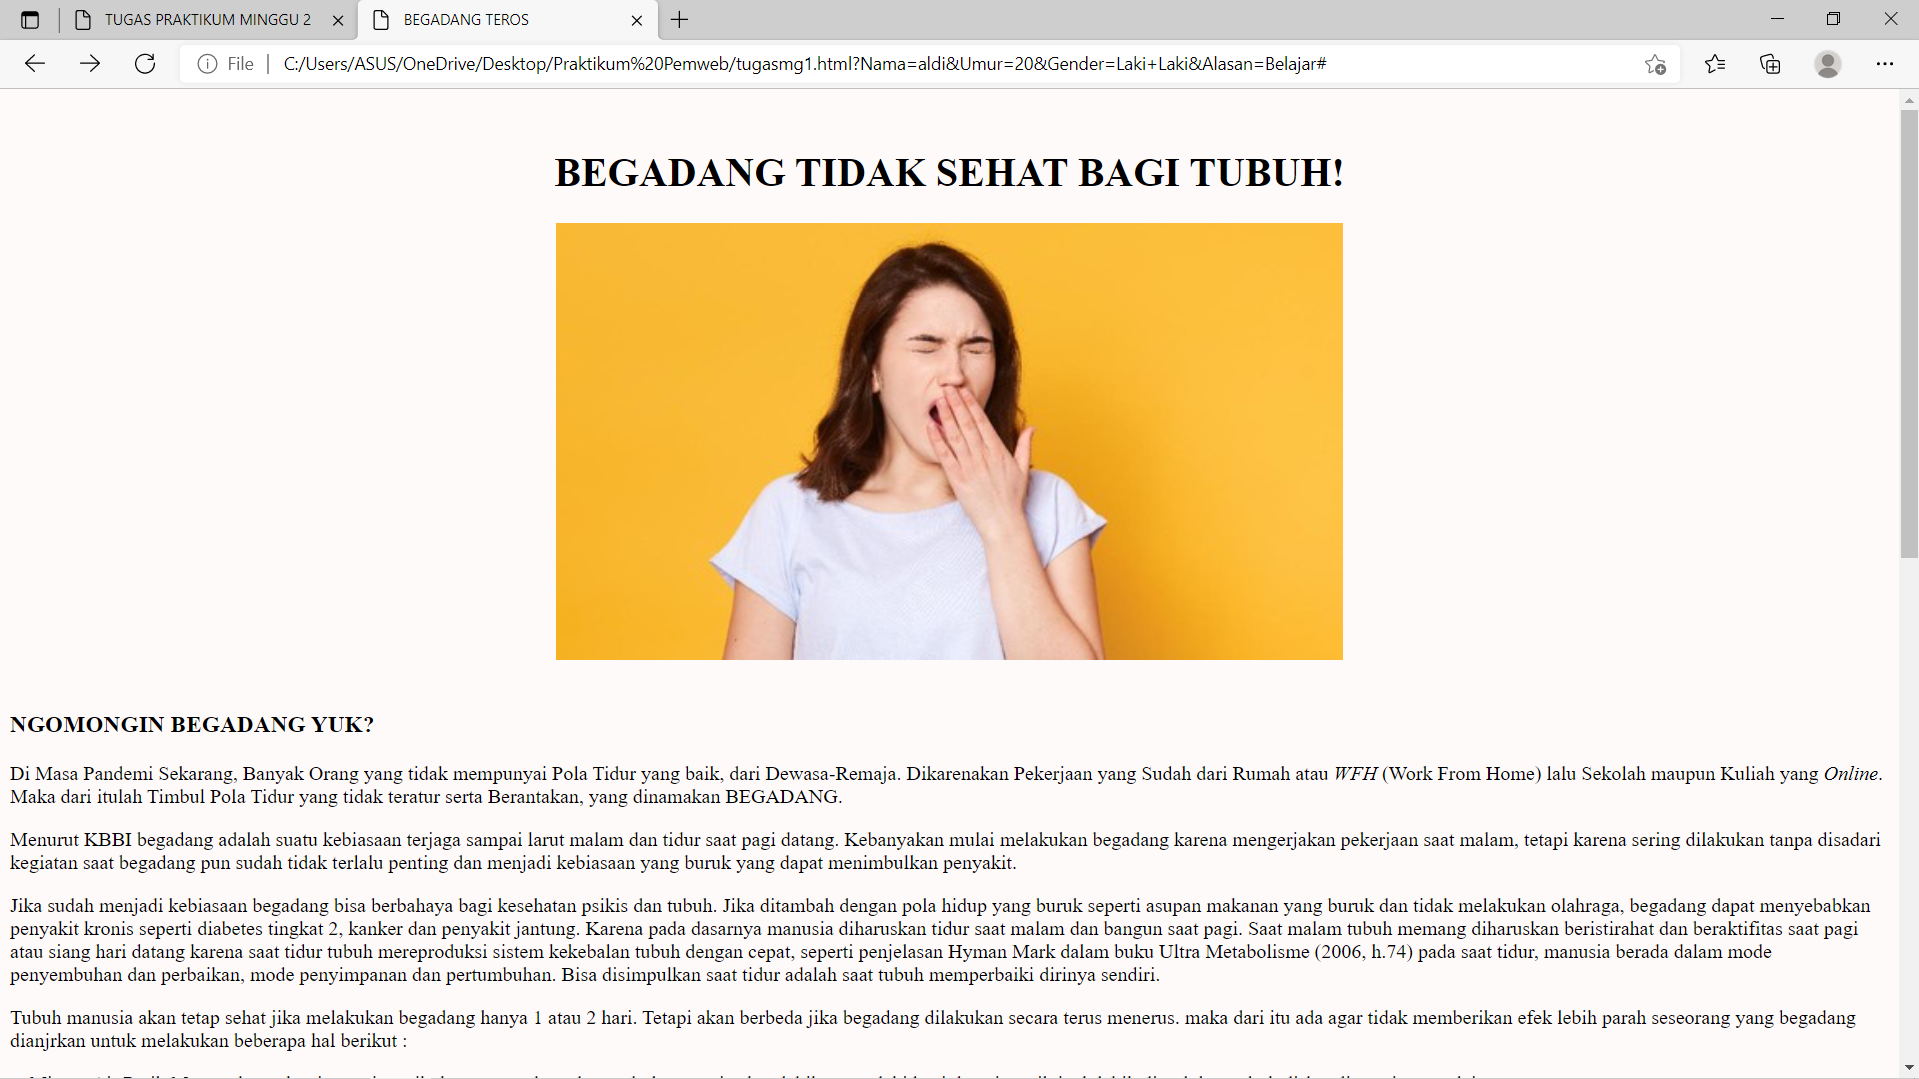 TUGAS PRAKTIKUM MINGGU 2
BEGADANG TEROS
File
C:/Users/ASUS/OneDrive/Desktop/Praktikum%20Pemweb/tugasmg1.html?Nama=aldi&Umur=20&Gender=Laki+Laki&Alasan=Belajar#
BEGADANG TIDAK SEHAT BAGI TUBUH!
NGOMONGIN BEGADANG YUK?
Di Masa Pandemi Sekarang, Banyak Orang yang tidak mempunyai Pola Tidur yang baik, dari Dewasa-Remaja. Dikarenakan Pekerjaan yang Sudah dari Rumah atau WFH (Work From Home) lalu Sekolah maupun Kuliah yang Online.
Maka dari itulah Timbul Pola Tidur yang tidak teratur serta Berantakan, yang dinamakan BEGADANG.
Menurut KBBI begadang adalah suatu kebiasaan terjaga sampai larut malam dan tidur saat pagi datang. Kebanyakan mulai melakukan begadang karena mengerjakan pekerjaan saat malam, tetapi karena sering dilakukan tanpa disadari
kegiatan saat begadang pun sudah tidak terlalu penting dan menjadi kebiasaan yang buruk yang dapat menimbulkan penyakit.
Jika sudah menjadi kebiasaan begadang bisa berbahaya bagi kesehatan psikis dan tubuh. Jika ditambah dengan pola hidup yang buruk seperti asupan makanan yang buruk dan tidak melakukan olahraga, begadang dapat menyebabkan
penyakit kronis seperti diabetes tingkat 2, kanker dan penyakit jantung. Karena pada dasarnya manusia diharuskan tidur saat malam dan bangun saat pagi. Saat malam tubuh memang diharuskan beristirahat dan beraktifitas saat pagi
atau siang hari datang karena saat tidur tubuh mereproduksi sistem kekebalan tubuh dengan cepat, seperti penjelasan Hyman Mark dalam buku Ultra Metabolisme (2006, h.74) pada saat tidur, manusia berada dalam mode
penyembuhan dan perbaikan, mode penyimpanan dan pertumbuhan. Bisa disimpulkan saat tidur adalah saat tubuh memperbaiki dirinya sendiri.
Tubuh manusia akan tetap sehat jika melakukan begadang hanya 1 atau 2 hari. Tetapi akan berbeda jika begadang dilakukan secara terus menerus. maka dari itu ada agar tidak memberikan efek lebih parah seseorang yang begadang
dianjrkan untuk melakukan beberapa hal berikut :